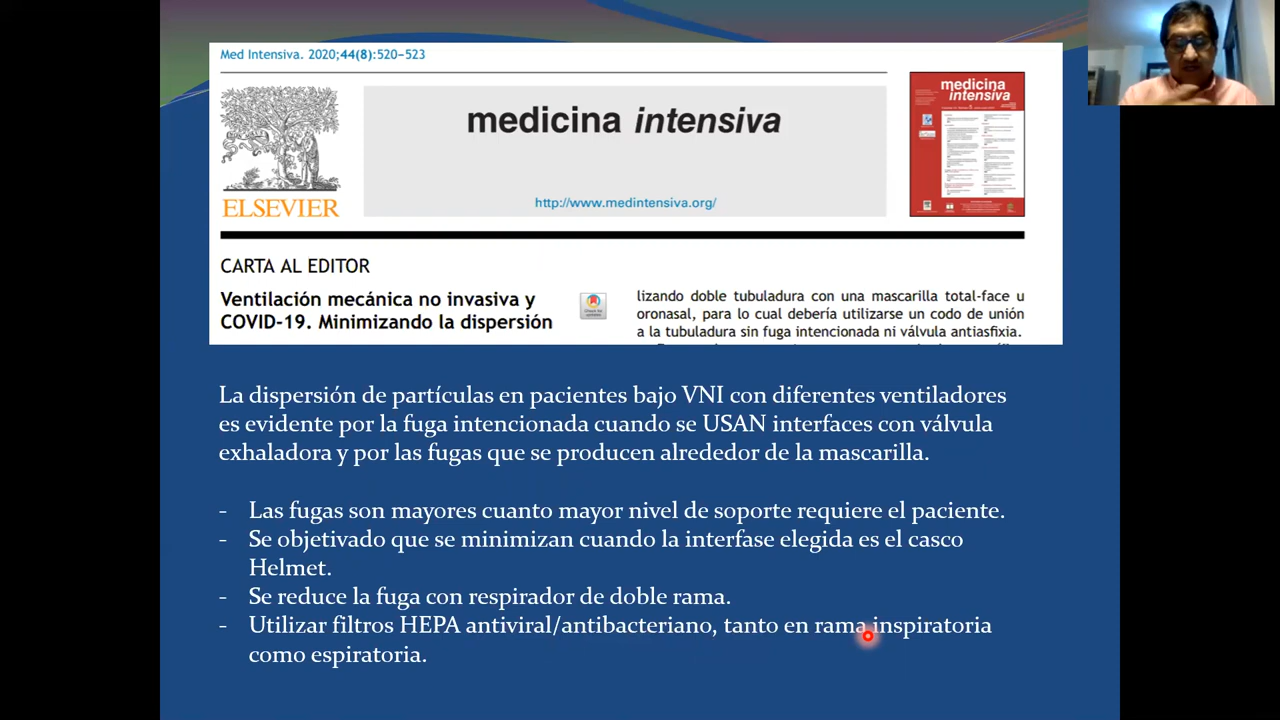 Med Intensiva. 2020;44(8):520-523
ELSEVIER
medicina intensiva
http://www.medintensiva.org/
medicina
intensiva
CARTA AL EDITOR
Ventilación mecánica no invasiva y
COVID-19. Minimizando la dispersión
lizando doble tubuladura con una mascarilla total-face u
oronasal, para lo cual debería utilizarse un codo de unión
a la tubuladura sin fuga intencionada ni válvula antiasfixia.
La dispersión de partículas en pacientes bajo VNI con diferentes ventiladores
es evidente por la fuga intencionada cuando se USAN interfaces con válvula
exhaladora y por las fugas que se producen alrededor de la mascarilla.
- Las fugas son mayores cuanto mayor nivel de soporte requiere el paciente.
- Se objetivado que se minimizan cuando la interfase elegida es el casco
Helmet.
- Se reduce la fuga con respirador de doble rama.
- Utilizar filtros HEPA antiviral/antibacteriano, tanto en rama inspiratoria
como espiratoria.